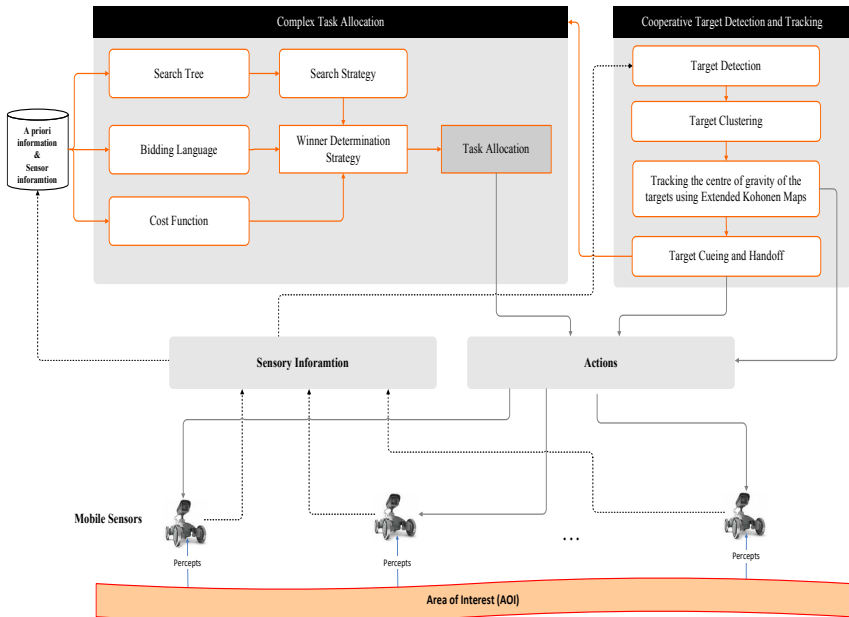 Complex Task Allocation
Cooperative Target Detection and Tracking
Search Tree
Search Strategy
Target Detection
A priori
information
&
Sensor
inforamtion
Bidding Language
Winner Determination
Strategy
Task Allocation
Target Clustering
Tracking the centre of gravity of the
targets using Extended Kohonen Maps
Cost Function
Target Cueing and Handoff
Sensory Inforamtion
Actions
Mobile Sensors
...
Percepts
Percepts
Percepts
Area of Interest (AOI)